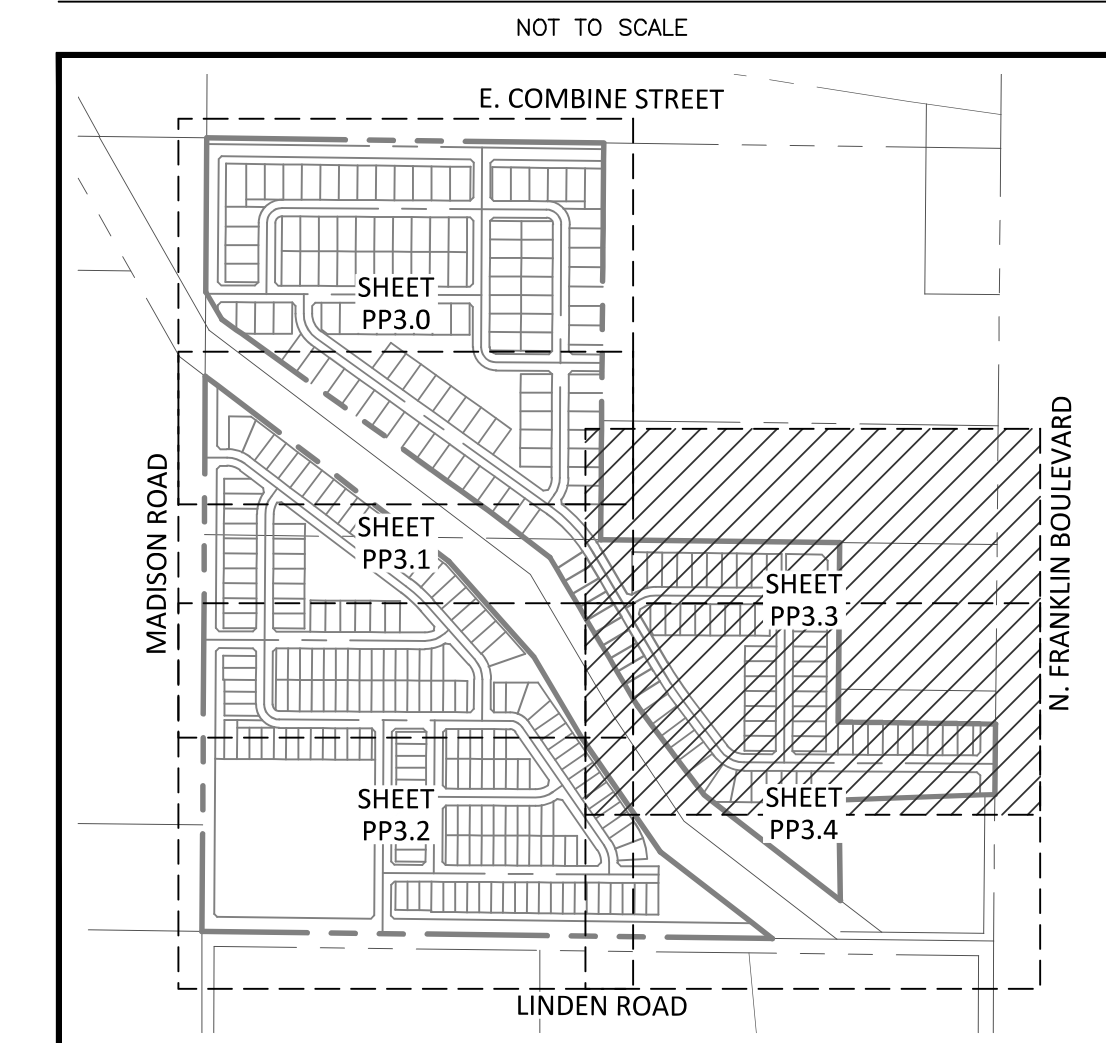 NOT TO SCALE
E. COMBINE STREET
SHEET
PP3.0
MADISON ROAD
SHEET
PP3.1
N. FRANKLIN BOULEVARD
SHEET
PP3.3
SHEET
PP3.2
SHEET
PP3.4
LINDEN ROAD